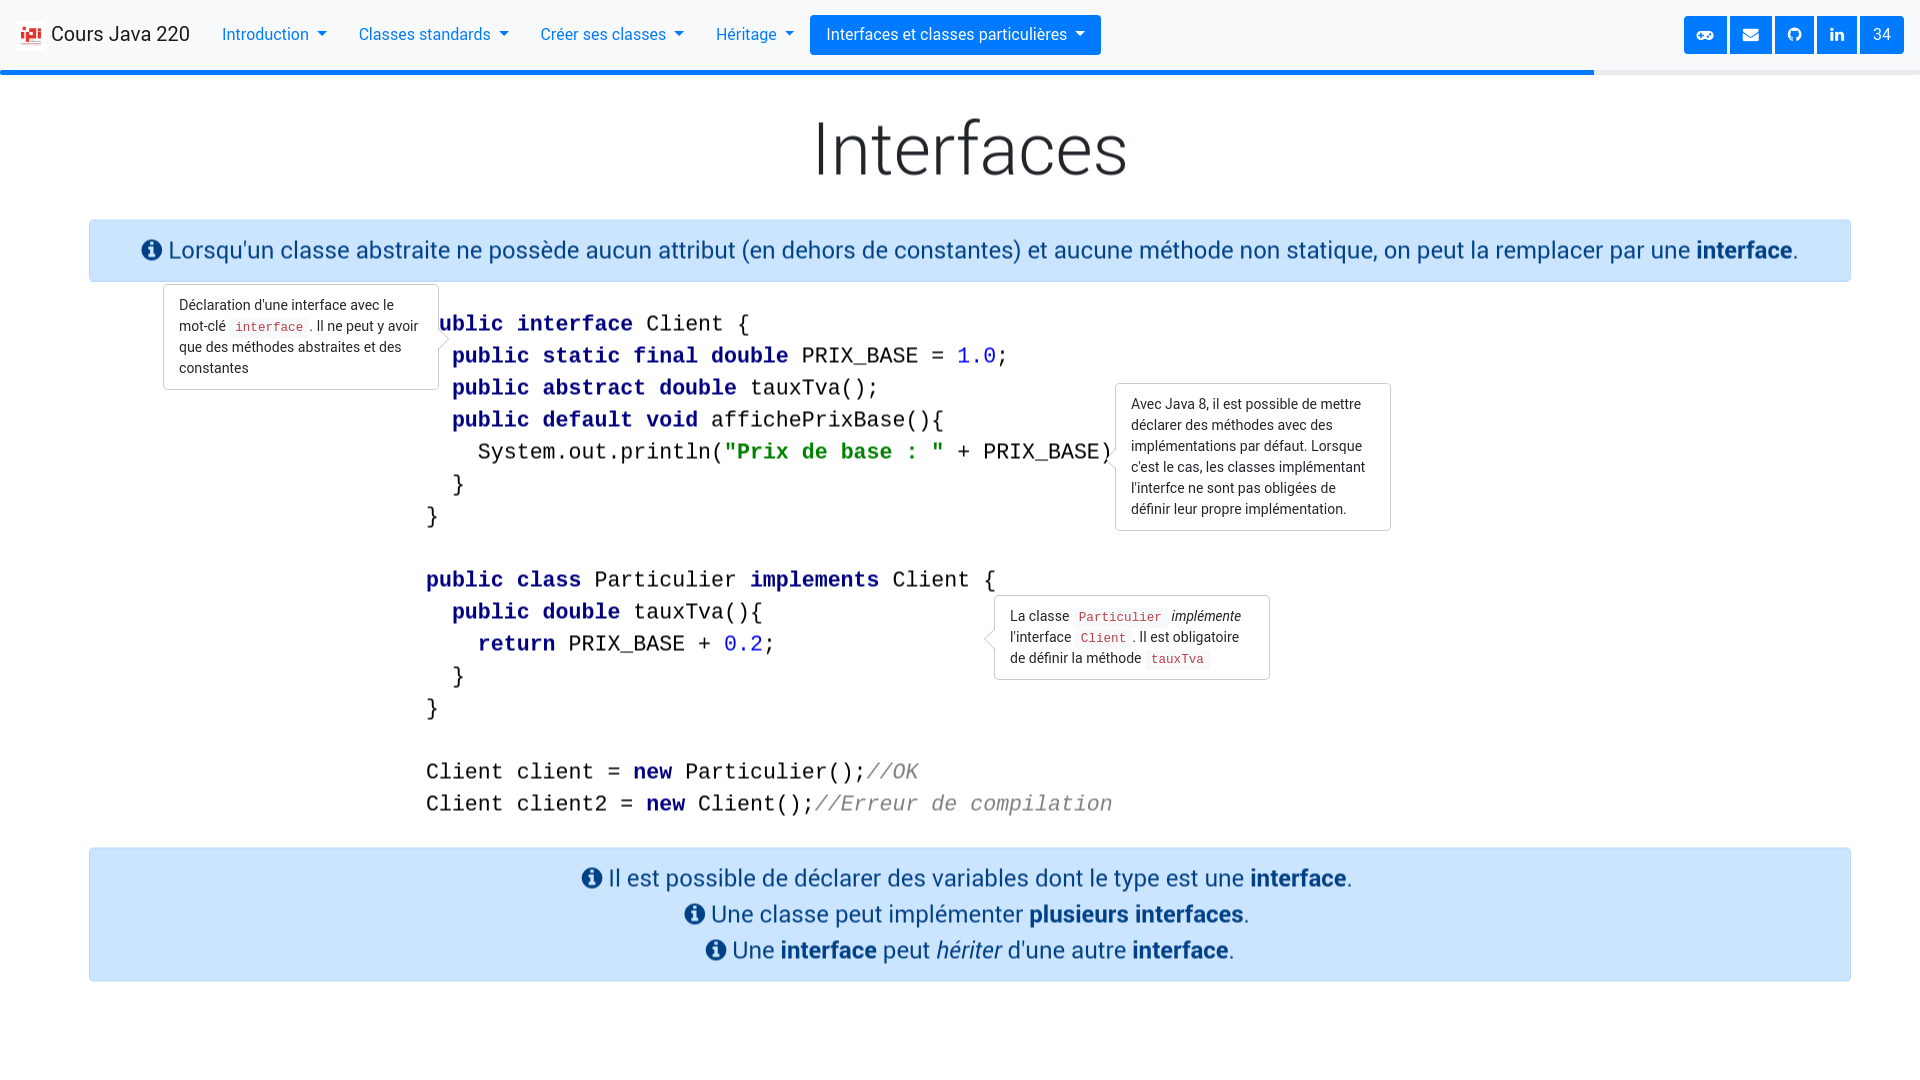 Cours Java 220 Introduction Classes standards Créer ses classes Héritage Interfaces et classes particulières 34
Interfaces
Lorsqu'un classe abstraite ne possède aucun attribut (en dehors de constantes) et aucune méthode non statique, on peut la remplacer par une interface.
Déclaration d'une interface avec le
mot-clé interface . Il ne peut y avoir
que des méthodes abstraites et des
constantes
ublic interface Client {
public static final double PRIX_BASE = 1.0;
public abstract double tauxTva();
public default void affichePrixBase(){
System.out.println("Prix de base : " + PRIX_BASE)
}
}
Avec Java 8, il est possible de mettre
déclarer des méthodes avec des
implémentations par défaut. Lorsque
c'est le cas, les classes implémentant
l'interfce ne sont pas obligées de
définir leur propre implémentation.
public class Particulier implements Client {
public double tauxTva(){
return PRIX_BASE + 0.2;
}
}
La classe Particulier implémente
l'interface Client . Il est obligatoire
de définir la méthode tauxTva
Client client = new Particulier();//OK
Client client2 = new Client();//Erreur de compilation
Il est possible de déclarer des variables dont le type est une interface.
Une classe peut implémenter plusieurs interfaces.
Une interface peut hériter d'une autre interface.